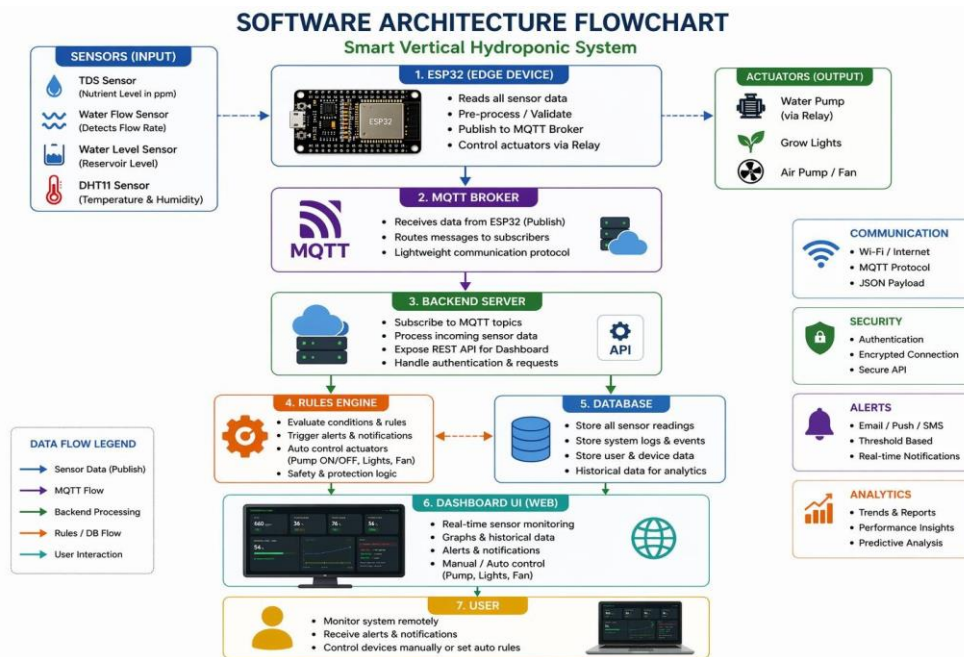 SOFTWARE ARCHITECTURE FLOWCHART
Smart Vertical Hydroponic System
SENSORS (INPUT)
TDS Sensor
(Nutrient Level in ppm)
Water Flow Sensor
(Detects Flow Rate)
Water Level Sensor
(Reservoir Level)
DHT11 Sensor
(Temperature & Humidity)
1. ESP32 (EDGE DEVICE)
ESP32
• Reads all sensor data
• Pre-process / Validate
• Publish to MQTT Broker
• Control actuators via Relay
ACTUATORS (OUTPUT)
Water Pump
(via Relay)
Grow Lights
Air Pump / Fan
2. MQTT BROKER
MQTT
• Receives data from ESP32 (Publish)
• Routes messages to subscribers
• Lightweight communication protocol
3. BACKEND SERVER
• Subscribe to MQTT topics
• Process incoming sensor data
• Expose REST API for Dashboard
• Handle authentication & requests
API
4. RULES ENGINE
• Evaluate conditions & rules
• Trigger alerts & notifications
• Auto control actuators
(Pump ON/OFF, Lights, Fan)
• Safety & protection logic
5. DATABASE
• Store all sensor readings
• Store system logs & events
• Store user & device data
• Historical data for analytics
6. DASHBOARD UI (WEB)
• Real-time sensor monitoring
• Graphs & historical data
• Alerts & notifications
• Manual / Auto control
(Pump, Lights, Fan)
7. USER
• Monitor system remotely
• Receive alerts & notifications
• Control devices manually or set auto rules
DATA FLOW LEGEND
Sensor Data (Publish)
MQTT Flow
Backend Processing
Rules / DB Flow
User Interaction
COMMUNICATION
• Wi-Fi / Internet
• MQTT Protocol
• JSON Payload
SECURITY
• Authentication
• Encrypted Connection
• Secure API
ALERTS
• Email / Push / SMS
• Threshold Based
• Real-time Notifications
ANALYTICS
• Trends & Reports
• Performance Insights
• Predictive Analysis